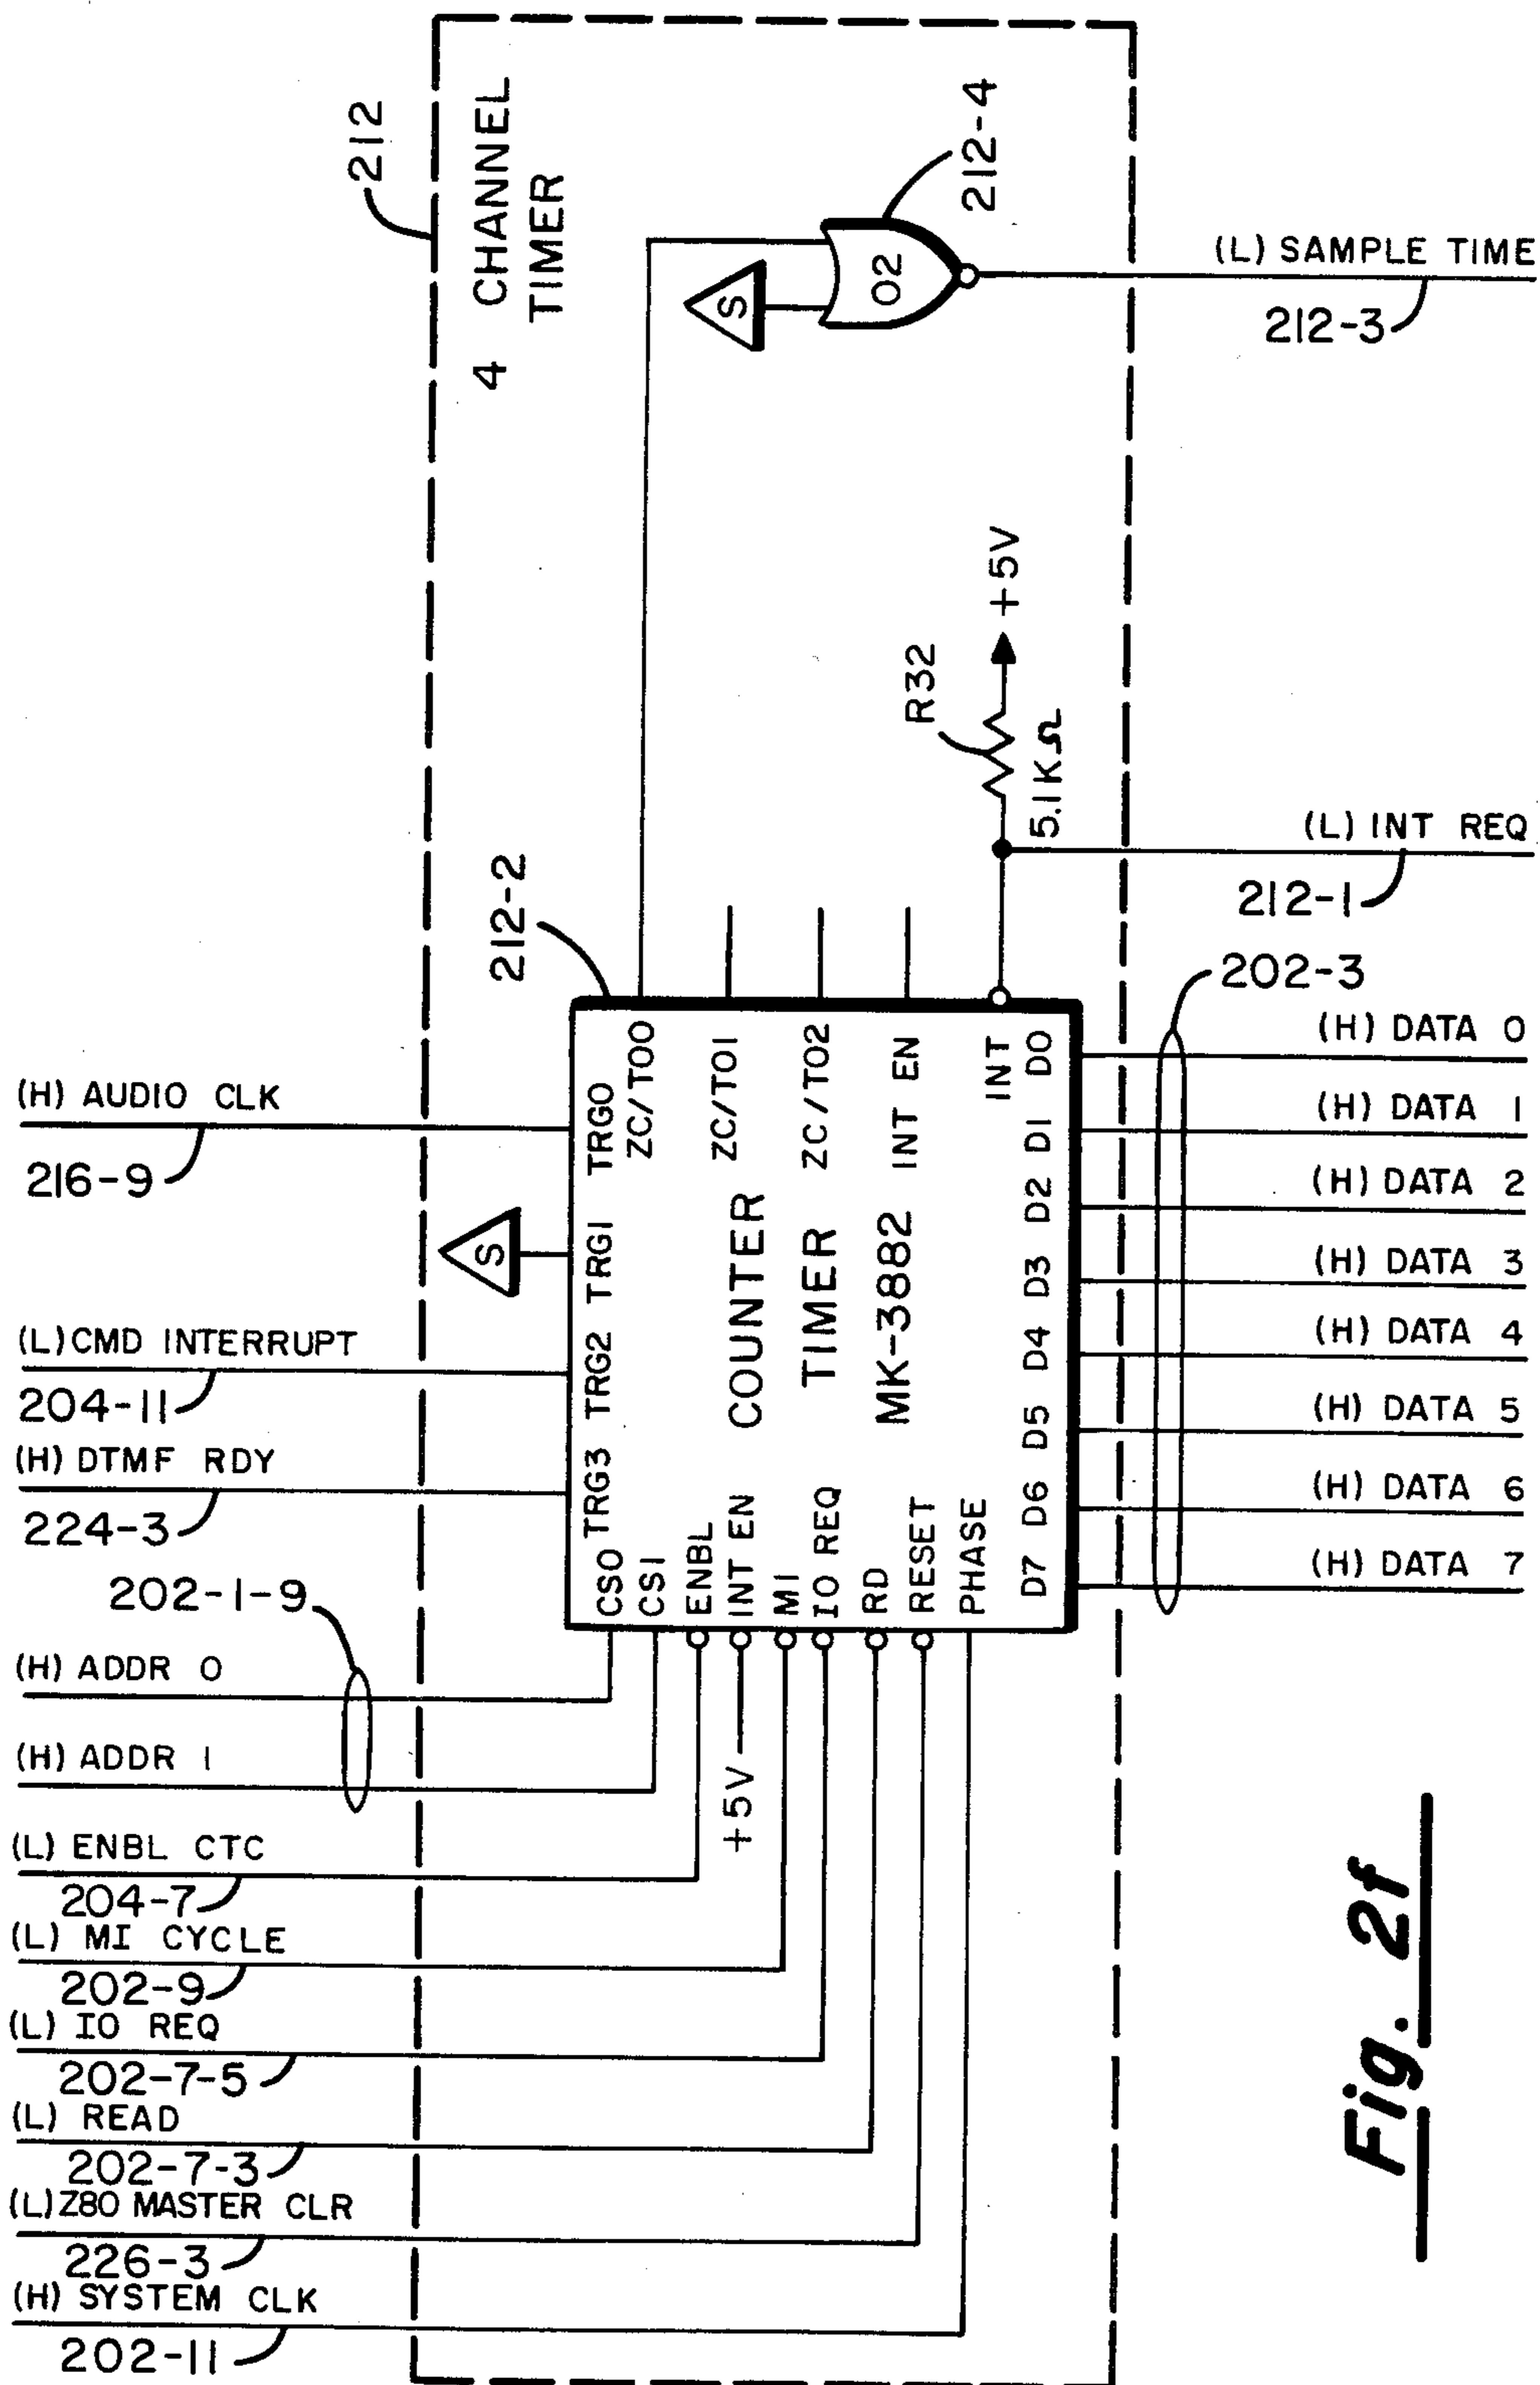 212
4 CHANNEL
TIMER
S
02
212-4
(L) SAMPLE TIME
212-3
R32
+5V
5.1KΩ
(L) INT REQ
212-1
212-2
202-3
(H) AUDIO CLK
216-9
S
(L) CMD INTERRUPT
204-11
(H) DTMF RDY
224-3
202-1-9
(H) ADDR 0
(H) ADDR 1
(L) ENBL CTC
204-7
(L) M1 CYCLE
202-9
(L) IO REQ
202-7-5
(L) READ
202-7-3
(L) Z80 MASTER CLR
226-3
(H) SYSTEM CLK
202-11
TRG3 TRG2 TRG1 TRG0
ZC/TO0
ZC/TO1
ZC/TO2
INT EN
INT
COUNTER
TIMER
MK-3882
CS0
CS1
ENBL
INT EN
M1
IO REQ
RD
RESET
PHASE
+5V
D7 D6 D5 D4 D3 D2 D1 D0
(H) DATA 0
(H) DATA 1
(H) DATA 2
(H) DATA 3
(H) DATA 4
(H) DATA 5
(H) DATA 6
(H) DATA 7
Fig. 2f